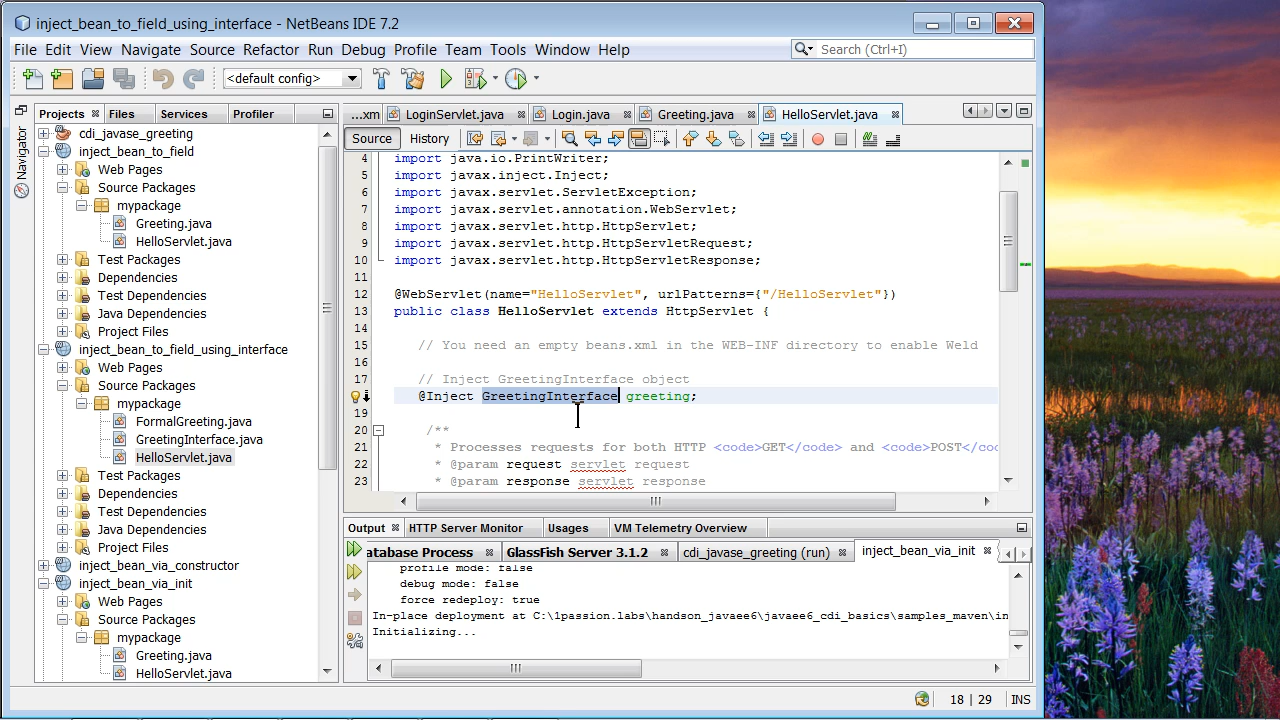 inject_bean_to_field_using_interface - NetBeans IDE 7.2
File Edit View Navigate Source Refactor Run Debug Profile Team Tools Window Help
Search (Ctrl+I)
<default config>
Navigator
Projects Files Services Profiler
cdi_javase_greeting
inject_bean_to_field
Web Pages
Source Packages
mypackage
Greeting.java
HelloServlet.java
Test Packages
Dependencies
Test Dependencies
Java Dependencies
Project Files
inject_bean_to_field_using_interface
Web Pages
Source Packages
mypackage
FormalGreeting.java
GreetingInterface.java
HelloServlet.java
Test Packages
Dependencies
Test Dependencies
Java Dependencies
Project Files
inject_bean_via_constructor
inject_bean_via_init
Web Pages
Source Packages
mypackage
Greeting.java
HelloServlet.java
...xm LoginServlet.java Login.java Greeting.java HelloServlet.java
Source History
4 import java.io.PrintWriter;
5 import javax.inject.Inject;
6 import javax.servlet.ServletException;
7 import javax.servlet.annotation.WebServlet;
8 import javax.servlet.http.HttpServlet;
9 import javax.servlet.http.HttpServletRequest;
10 import javax.servlet.http.HttpServletResponse;
11
12 @WebServlet(name="HelloServlet", urlPatterns={"/HelloServlet"})
13 public class HelloServlet extends HttpServlet {
14
15 // You need an empty beans.xml in the WEB-INF directory to enable Weld
16
17 // Inject GreetingInterface object
@Inject GreetingInterface greeting;
19
20 /**
21 * Processes requests for both HTTP <code>GET</code> and <code>POST</co
22 * @param request servlet request
23 * @param response servlet response
Output HTTP Server Monitor Usages VM Telemetry Overview
atabase Process GlassFish Server 3.1.2 cdi_javase_greeting (run) inject_bean_via_init
profile mode: false
debug mode: false
force redeploy: true
In-place deployment at C:\1passion.labs\handson_javaee6\javaee6_cdi_basics\samples_maven\in
Initializing...
18 | 29 INS